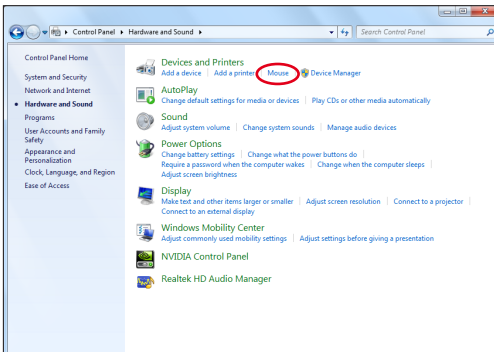 Control Panel ▸ Hardware and Sound ▸
Search Control Panel
Control Panel Home
System and Security
Network and Internet
Hardware and Sound
Programs
User Accounts and Family
Safety
Appearance and
Personalization
Clock, Language, and Region
Ease of Access
Devices and Printers
Add a device | Add a printer | Mouse | Device Manager
AutoPlay
Change default settings for media or devices | Play CDs or other media automatically
Sound
Adjust system volume | Change system sounds | Manage audio devices
Power Options
Change battery settings | Change what the power buttons do |
Require a password when the computer wakes | Change when the computer sleeps |
Adjust screen brightness
Display
Make text and other items larger or smaller | Adjust screen resolution | Connect to a projector |
Connect to an external display
Windows Mobility Center
Adjust commonly used mobility settings | Adjust settings before giving a presentation
NVIDIA Control Panel
Realtek HD Audio Manager